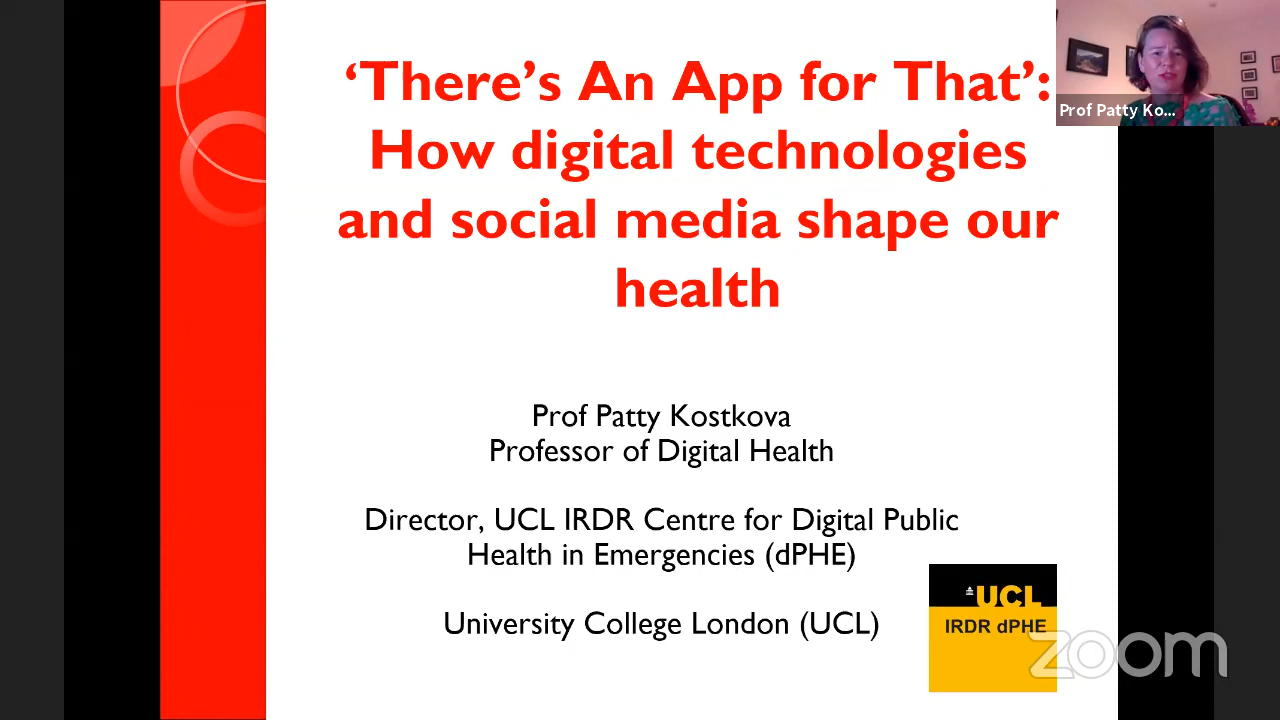 ‘There’s An App for That’:
How digital technologies
and social media shape our
health
Prof Patty Ko...
Prof Patty Kostkova
Professor of Digital Health
Director, UCL IRDR Centre for Digital Public
Health in Emergencies (dPHE)
University College London (UCL)
UCL
IRDR dPHE
zoom